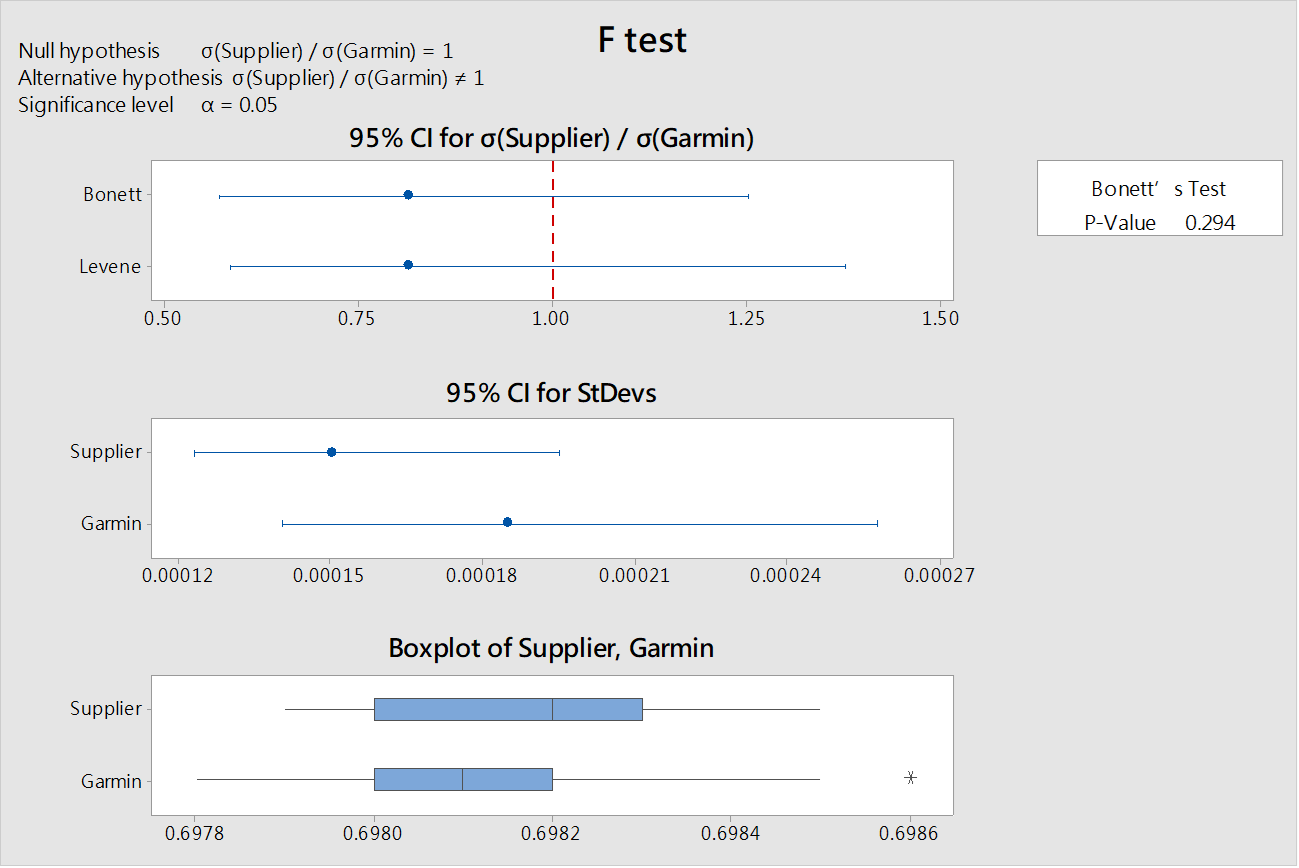 F test
Null hypothesis σ(Supplier) / σ(Garmin) = 1
Alternative hypothesis σ(Supplier) / σ(Garmin) ≠ 1
Significance level α = 0.05
95% CI for σ(Supplier) / σ(Garmin)
Bonett
Levene
0.50 0.75 1.00 1.25 1.50
Bonett’s Test
P-Value 0.294
95% CI for StDevs
Supplier
Garmin
0.00012 0.00015 0.00018 0.00021 0.00024 0.00027
Boxplot of Supplier, Garmin
Supplier
Garmin
0.6978 0.6980 0.6982 0.6984 0.6986